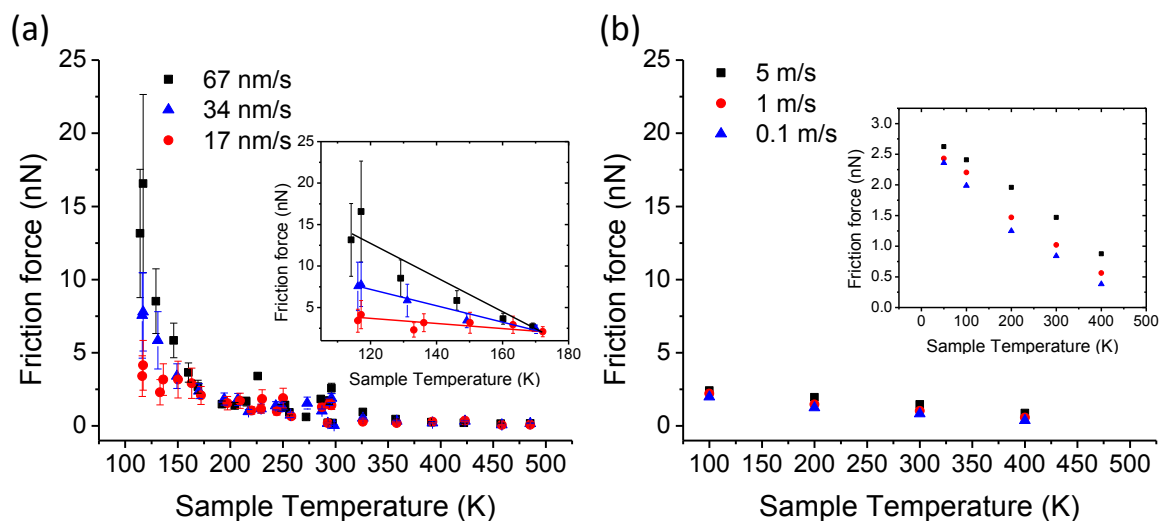 (a)
25
20
15
10
5
0
Friction force (nN)
67 nm/s
34 nm/s
17 nm/s
25
20
15
10
5
Friction force (nN)
120 140 160 180
Sample Temperature (K)
100 150 200 250 300 350 400 450 500
Sample Temperature (K)
(b)
25
20
15
10
5
0
Friction force (nN)
5 m/s
1 m/s
0.1 m/s
3.0
2.5
2.0
1.5
1.0
0.5
0.0
Friction force (nN)
0 50 100 200 300 400 500
Sample Temperature (K)
100 150 200 250 300 350 400 450 500
Sample Temperature (K)